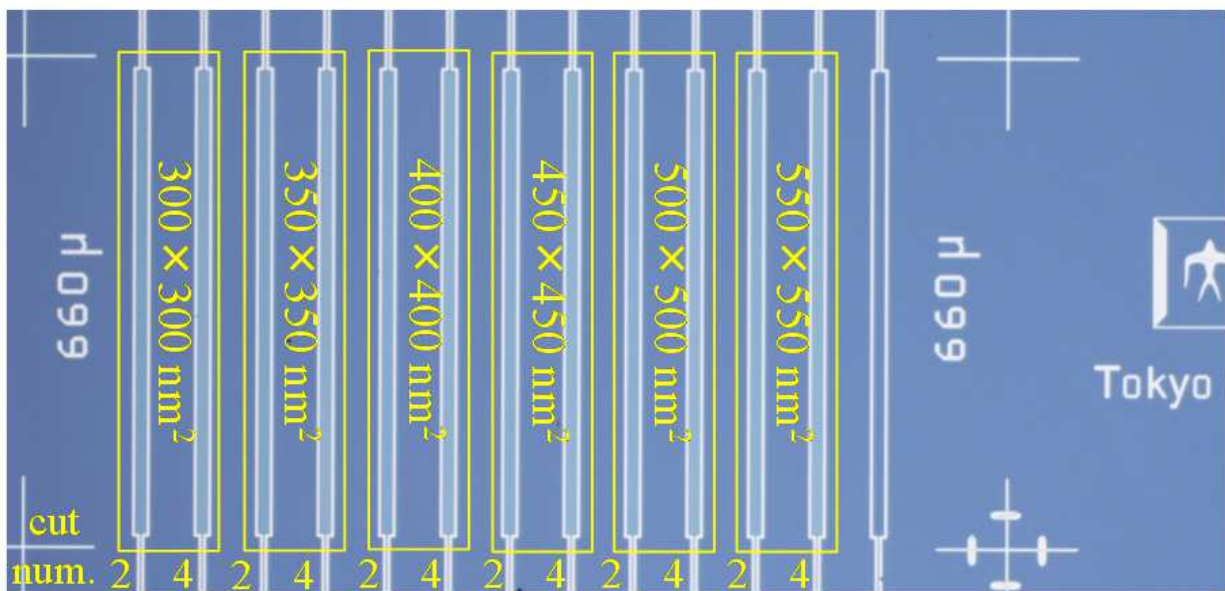 300 × 300 nm²
350 × 350 nm²
400 × 400 nm²
450 × 450 nm²
500 × 500 nm²
550 × 550 nm²
660 μ
660 μ
Tokyo
cut
num. 2 4 2 4 2 4 2 4 2 4 2 4